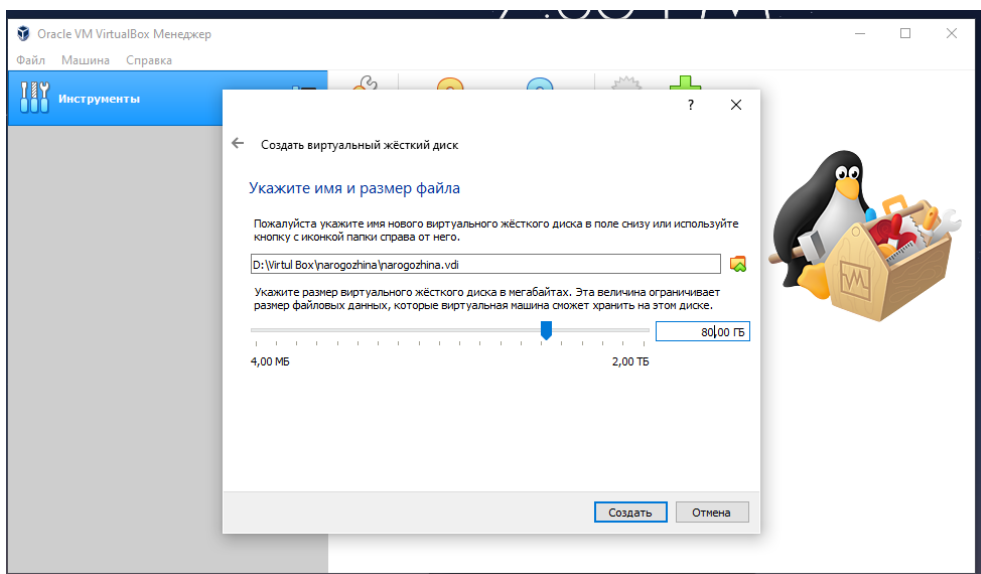 Oracle VM VirtualBox Менеджер
Файл Машина Справка
Инструменты
?
Создать виртуальный жёсткий диск
Укажите имя и размер файла
Пожалуйста укажите имя нового виртуального жёсткого диска в поле снизу или используйте
кнопку с иконкой папки справа от него.
D:\Virtul Box\narogozhina\narogozhina.vdi
Укажите размер виртуального жёсткого диска в мегабайтах. Эта величина ограничивает
размер файловых данных, которые виртуальная машина сможет хранить на этом диске.
80,00 ГБ
4,00 МБ 2,00 ТБ
Создать Отмена